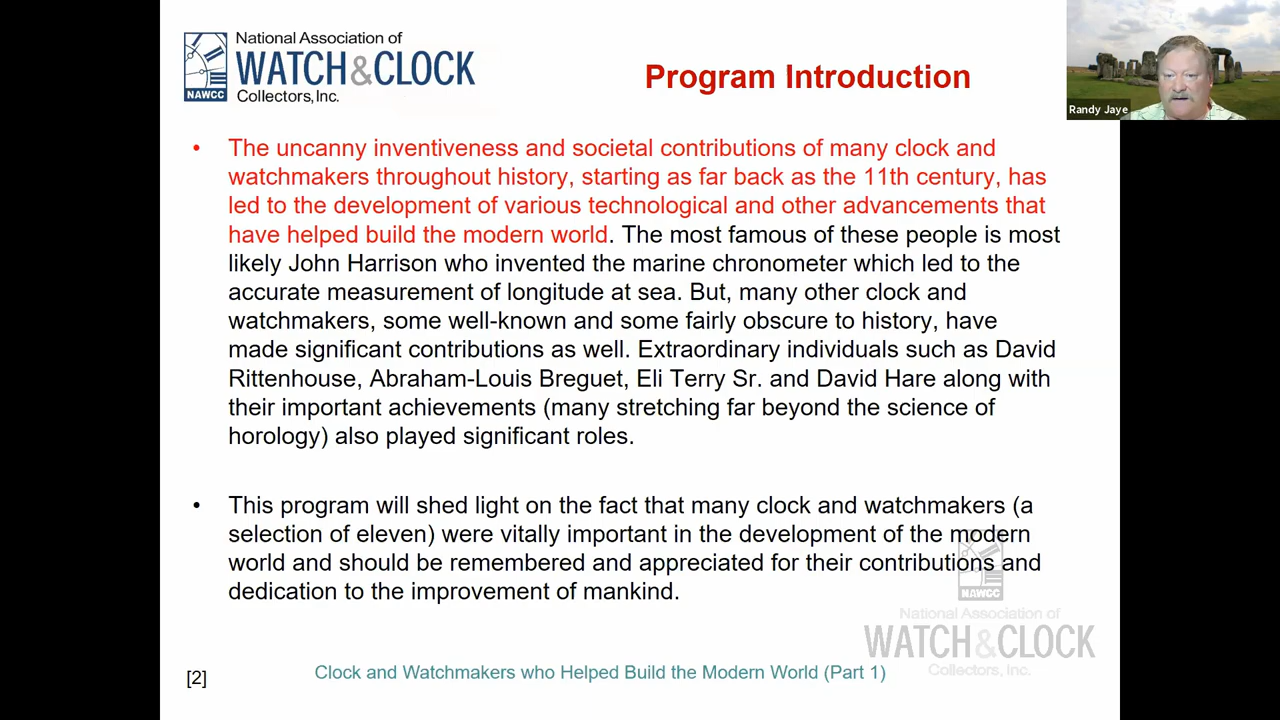 National Association of
WATCH&CLOCK
Collectors, Inc.
NAWCC
Program Introduction
Randy Jaye
• The uncanny inventiveness and societal contributions of many clock and
watchmakers throughout history, starting as far back as the 11th century, has
led to the development of various technological and other advancements that
have helped build the modern world. The most famous of these people is most
likely John Harrison who invented the marine chronometer which led to the
accurate measurement of longitude at sea. But, many other clock and
watchmakers, some well-known and some fairly obscure to history, have
made significant contributions as well. Extraordinary individuals such as David
Rittenhouse, Abraham-Louis Breguet, Eli Terry Sr. and David Hare along with
their important achievements (many stretching far beyond the science of
horology) also played significant roles.
• This program will shed light on the fact that many clock and watchmakers (a
selection of eleven) were vitally important in the development of the modern
world and should be remembered and appreciated for their contributions and
dedication to the improvement of mankind.
NAWCC
National Association of
WATCH&CLOCK
Collectors, Inc.
[2]
Clock and Watchmakers who Helped Build the Modern World (Part 1)